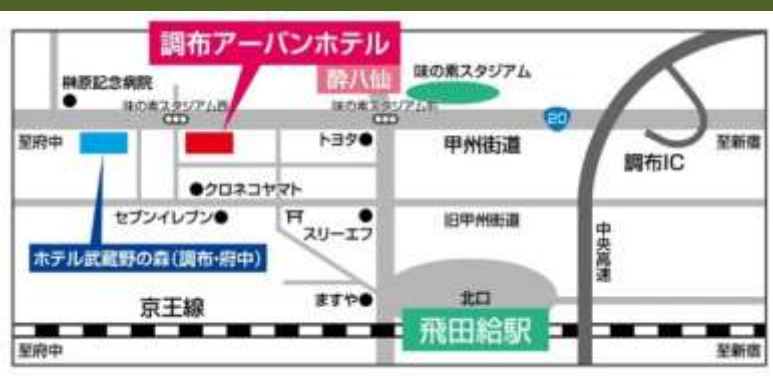 調布アーバンホテル
酔八仙
味の素スタジアム
榊原記念病院
味の素スタジアム西
味の素スタジアム前
20
至府中
トヨタ
甲州街道
調布IC
至新宿
クロネコヤマト
セブンイレブン
スリーエフ
旧甲州街道
中央高速
ホテル武蔵野の森(調布・府中)
京王線
ますや
北口
飛田給駅
至府中
至新宿